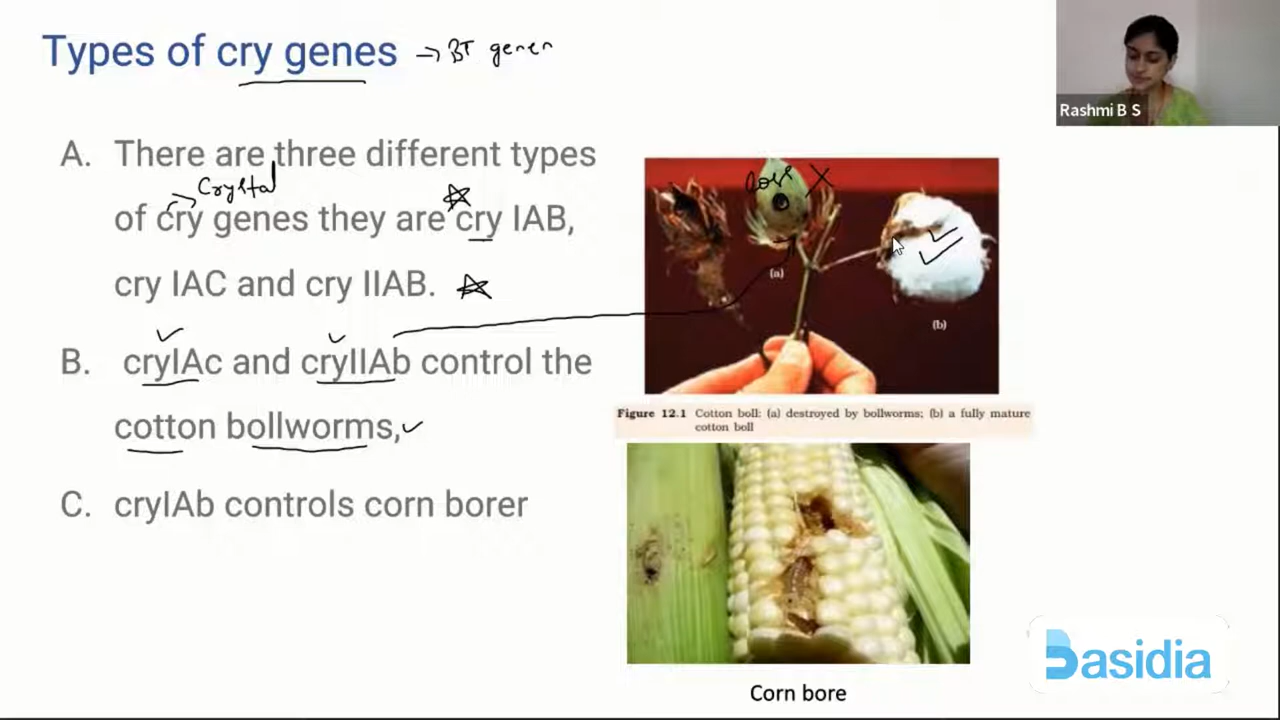 Types of cry genes → BT genes
Rashmi B S
A. There are three different types
Crystal
of cry genes they are cry IAB,
cry IAC and cry IIAB.
B. cryIAc and cryIIAb control the
cotton bollworms,
C. cryIAb controls corn borer
(a)
(b)
Figure 12.1 Cotton boll: (a) destroyed by bollworms; (b) a fully mature
cotton boll
Corn bore
Basidia